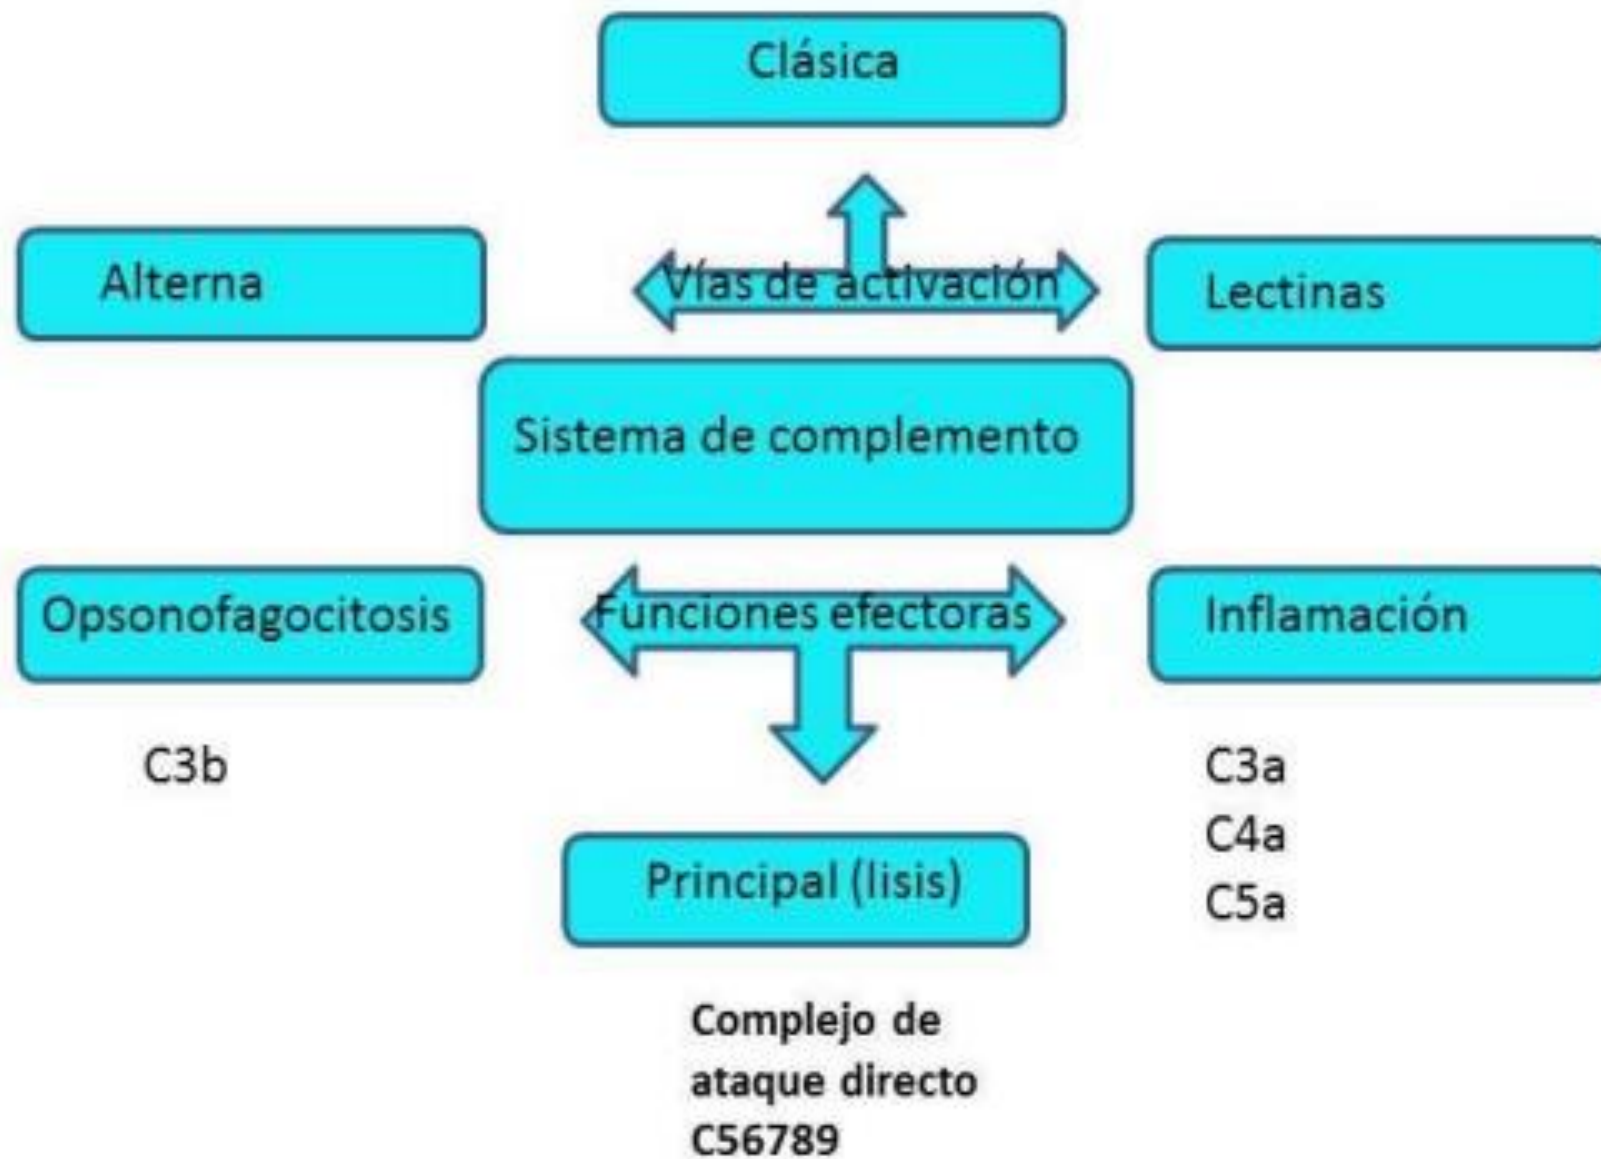 Clásica
Alterna
Vías de activación
Lectinas
Sistema de complemento
Opsonofagocitosis
Funciones efectoras
Inflamación
C3b
C3a
C4a
C5a
Principal (lisis)
Complejo de
ataque directo
C56789